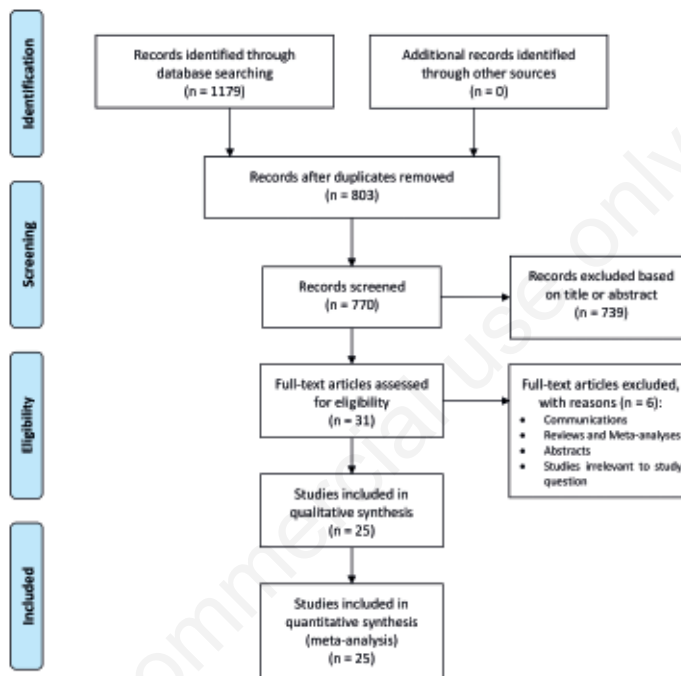 Identification
Records identified through
database searching
(n = 1179)
Additional records identified
through other sources
(n = 0)
Records after duplicates removed
(n = 803)
Screening
Records screened
(n = 770)
Records excluded based
on title or abstract
(n = 739)
Eligibility
Full-text articles assessed
for eligibility
(n = 31)
Full-text articles excluded,
with reasons (n = 6):
• Communications
• Reviews and Meta-analyses
• Abstracts
• Studies irrelevant to study
question
Studies included in
qualitative synthesis
(n = 25)
Included
Studies included in
quantitative synthesis
(meta-analysis)
(n = 25)
ommercial use only